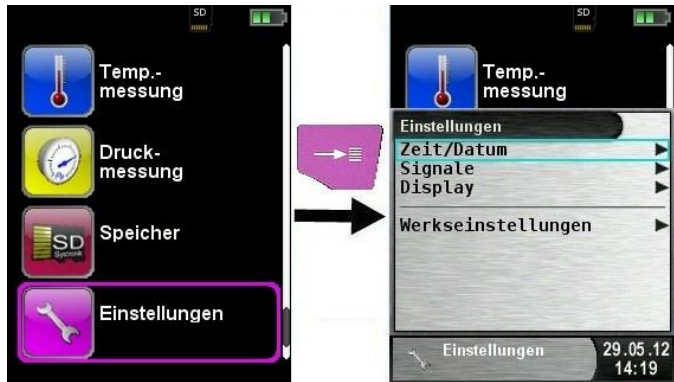 SD
Temp.-
messung
Druck-
messung
Speicher
SD
Einstellungen
SD
Temp.-
messung
Einstellungen
Zeit/Datum
Signale
Display
Werkseinstellungen
Einstellungen
29.05.12
14:19